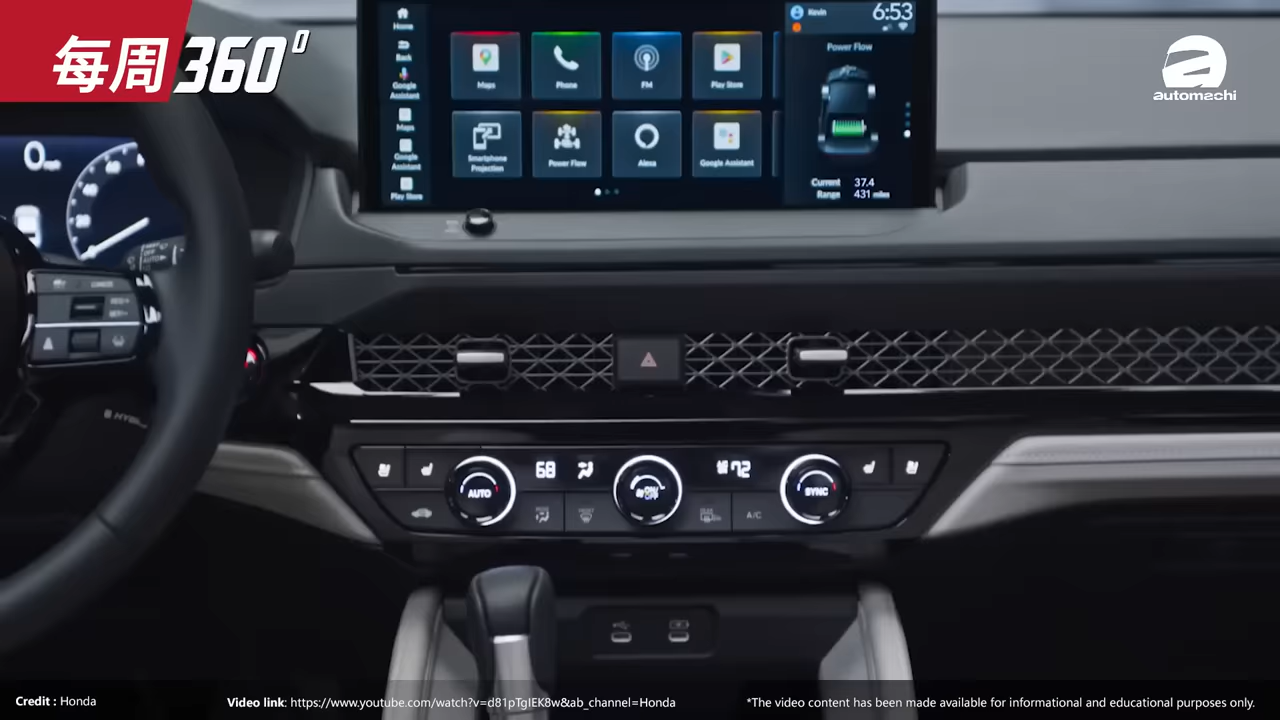 每周360°
automachi
Home
Back
Google
Assistant
Maps
Google
Assistant
Play Store
Maps
Phone
FM
Play Store
Smartphone
Projection
Power Flow
Alexa
Google Assistant
Kevin
6:53
Power Flow
Current 37.4
Range 431 miles
0 mph
68
72
AUTO
SYNC
A/C
Credit : Honda
Video link: https://www.youtube.com/watch?v=d81pTgIEK8w&ab_channel=Honda
*The video content has been made available for informational and educational purposes only.